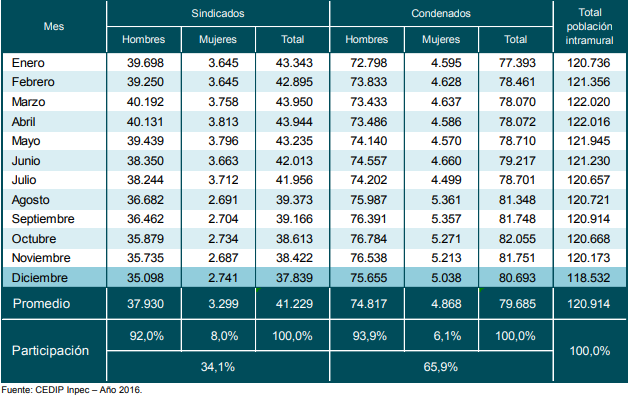 Mes Sindicados Condenados Total población intramural
Hombres Mujeres Total Hombres Mujeres Total
Enero 39.698 3.645 43.343 72.798 4.595 77.393 120.736
Febrero 39.250 3.645 42.895 73.833 4.628 78.461 121.356
Marzo 40.192 3.758 43.950 73.433 4.637 78.070 122.020
Abril 40.131 3.813 43.944 73.486 4.586 78.072 122.016
Mayo 39.439 3.796 43.235 74.140 4.570 78.710 121.945
Junio 38.350 3.663 42.013 74.557 4.660 79.217 121.230
Julio 38.244 3.712 41.956 74.202 4.499 78.701 120.657
Agosto 36.682 2.691 39.373 75.987 5.361 81.348 120.721
Septiembre 36.462 2.704 39.166 76.391 5.357 81.748 120.914
Octubre 35.879 2.734 38.613 76.784 5.271 82.055 120.668
Noviembre 35.735 2.687 38.422 76.538 5.213 81.751 120.173
Diciembre 35.098 2.741 37.839 75.655 5.038 80.693 118.532
Promedio 37.930 3.299 41.229 74.817 4.868 79.685 120.914
Participación 92,0% 8,0% 100,0% 93,9% 6,1% 100,0% 100,0%
34,1% 65,9%
Fuente: CEDIP Inpec – Año 2016.